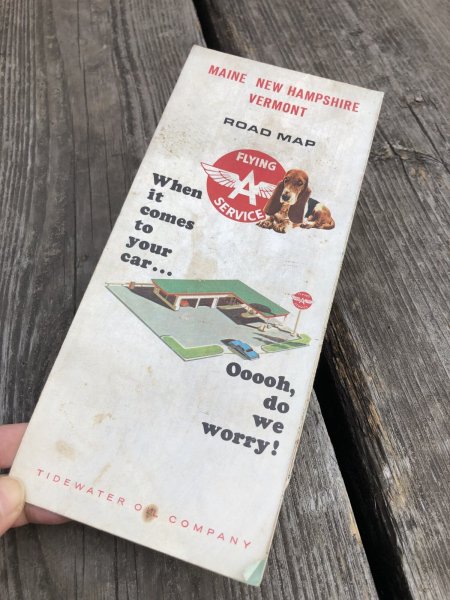 MAINE NEW HAMPSHIRE
VERMONT
ROAD MAP
FLYING
A
SERVICE
When
it
comes
to
your
car...
Ooooh,
do
we
worry!
TIDEWATER OIL COMPANY